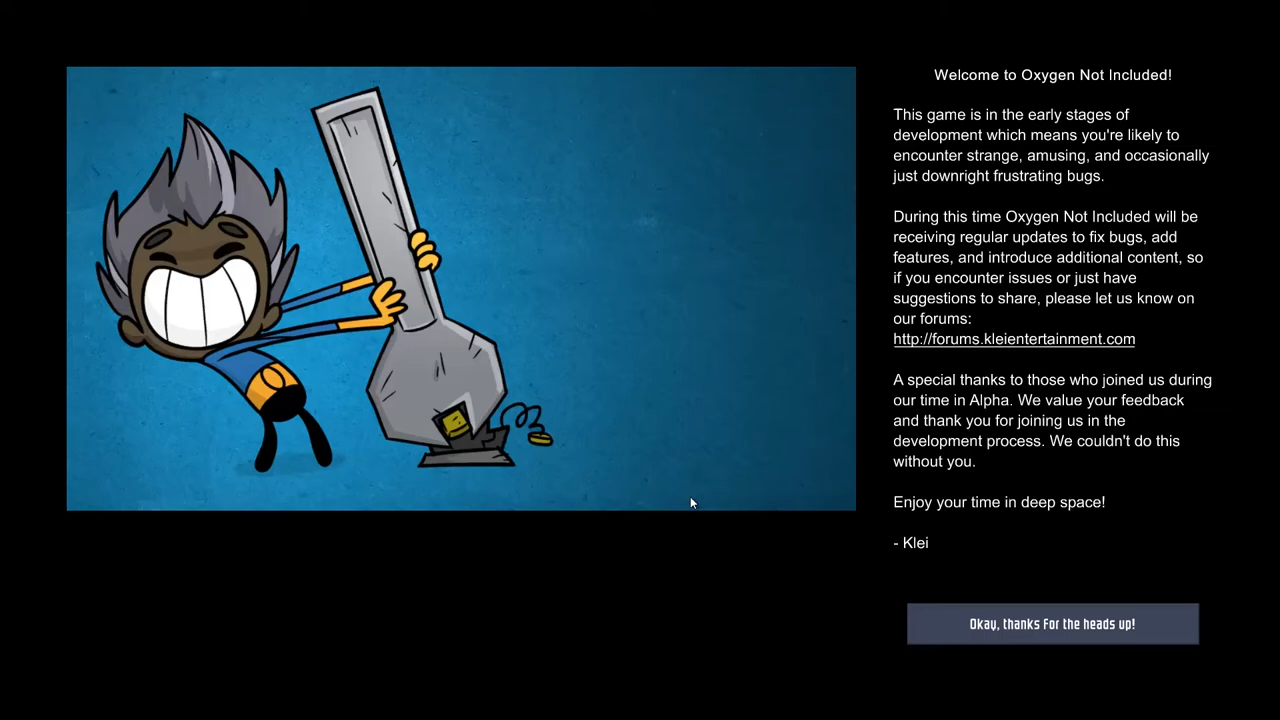 Welcome to Oxygen Not Included!
This game is in the early stages of
development which means you're likely to
encounter strange, amusing, and occasionally
just downright frustrating bugs.
During this time Oxygen Not Included will be
receiving regular updates to fix bugs, add
features, and introduce additional content, so
if you encounter issues or just have
suggestions to share, please let us know on
our forums:
http://forums.kleientertainment.com
A special thanks to those who joined us during
our time in Alpha. We value your feedback
and thank you for joining us in the
development process. We couldn't do this
without you.
Enjoy your time in deep space!
- Klei
Okay, thanks for the heads up!